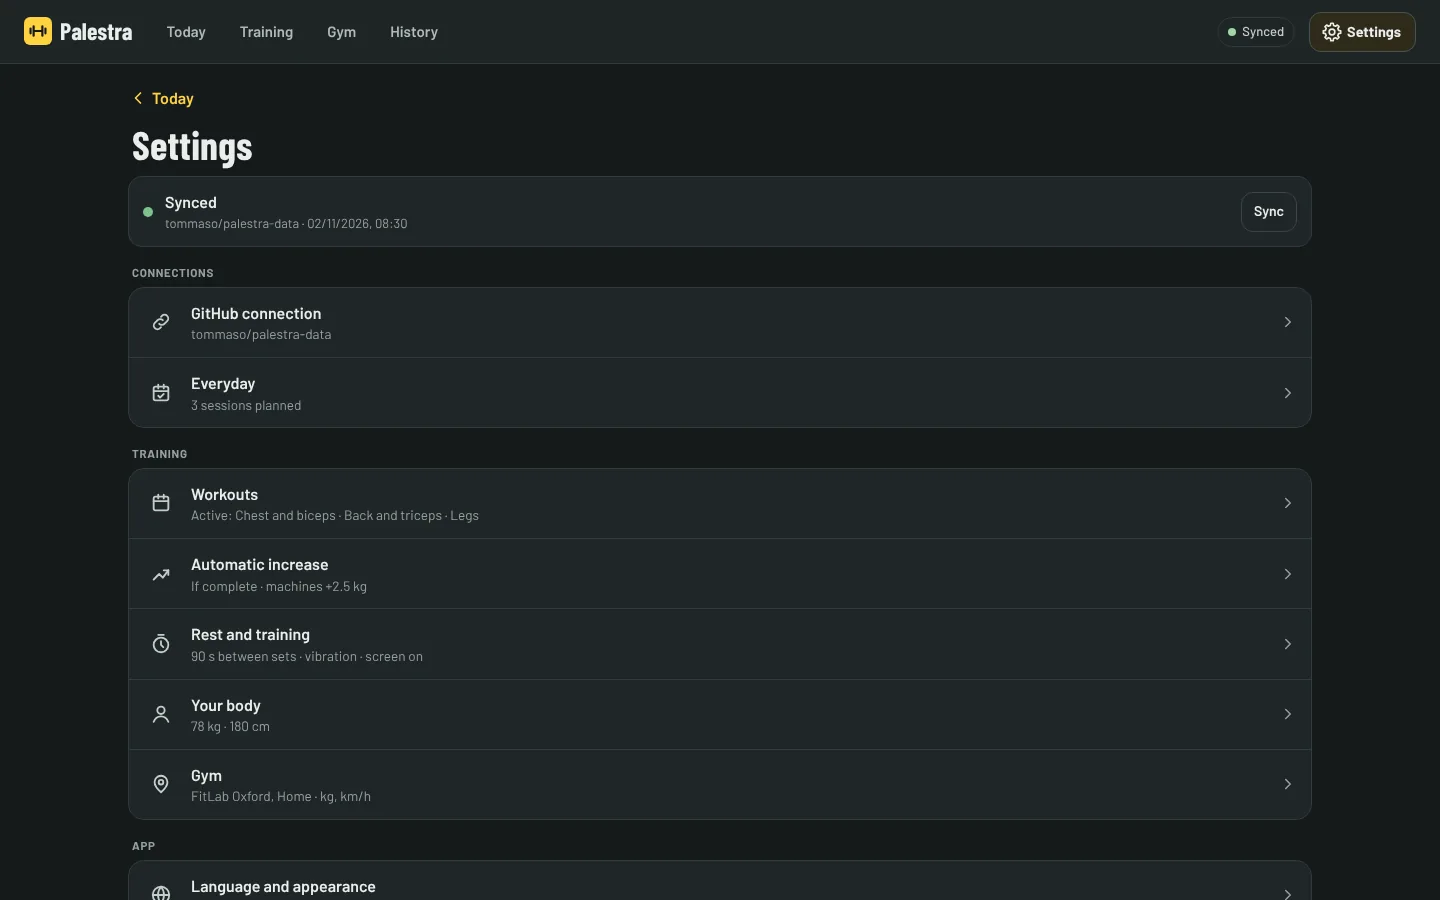 Palestra
Today
Training
Gym
History
Synced
Settings
Today
Settings
Synced
tommaso/palestra-data · 02/11/2026, 08:30
Sync
CONNECTIONS
GitHub connection
tommaso/palestra-data
Everyday
3 sessions planned
TRAINING
Workouts
Active: Chest and biceps · Back and triceps · Legs
Automatic increase
If complete · machines +2.5 kg
Rest and training
90 s between sets · vibration · screen on
Your body
78 kg · 180 cm
Gym
FitLab Oxford, Home · kg, km/h
APP
Language and appearance